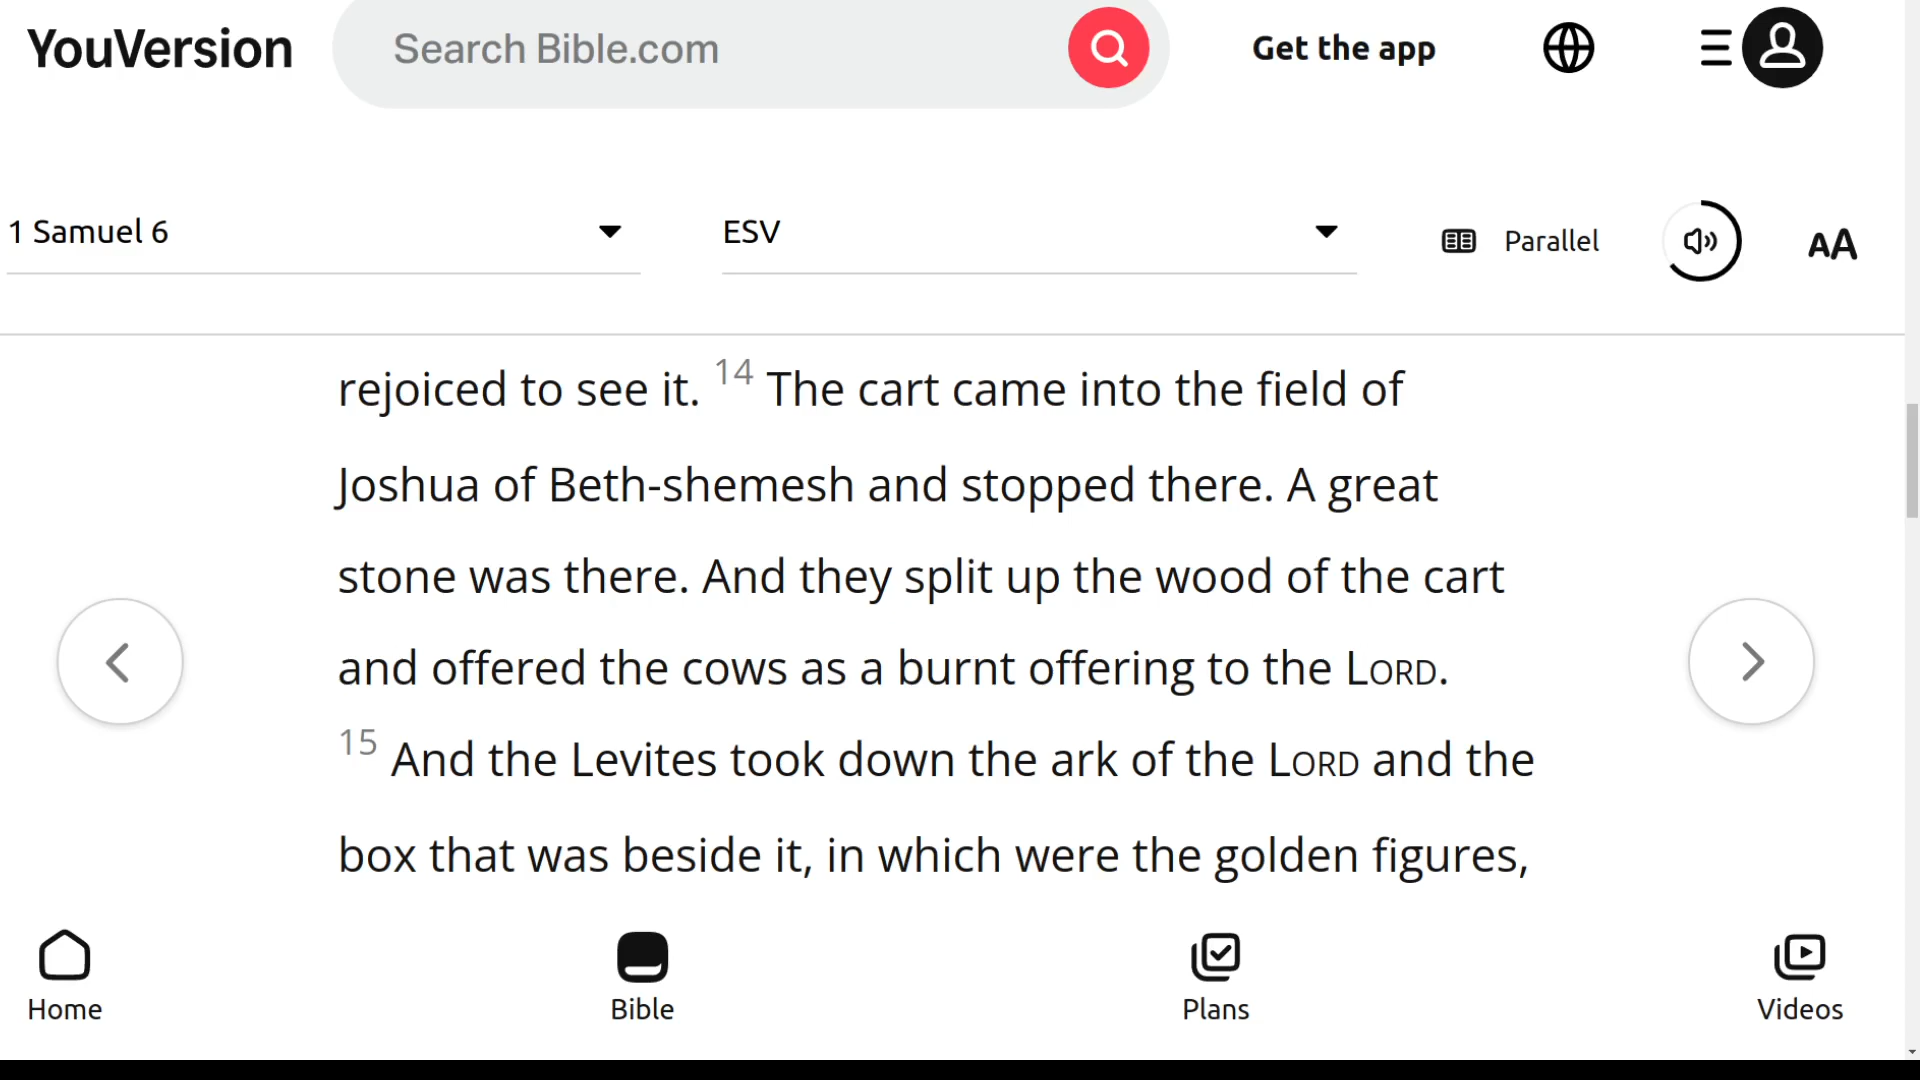 YouVersion
Search Bible.com
Get the app
1 Samuel 6
ESV
Parallel
AA
rejoiced to see it. 14 The cart came into the field of
Joshua of Beth-shemesh and stopped there. A great
stone was there. And they split up the wood of the cart
and offered the cows as a burnt offering to the LORD.
15 And the Levites took down the ark of the LORD and the
box that was beside it, in which were the golden figures,
Home
Bible
Plans
Videos